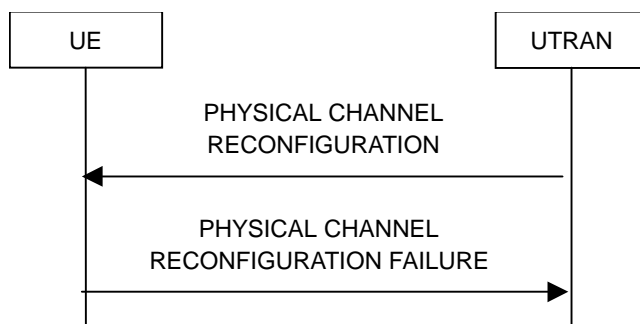 UE
UTRAN
PHYSICAL CHANNEL
RECONFIGURATION
PHYSICAL CHANNEL
RECONFIGURATION FAILURE